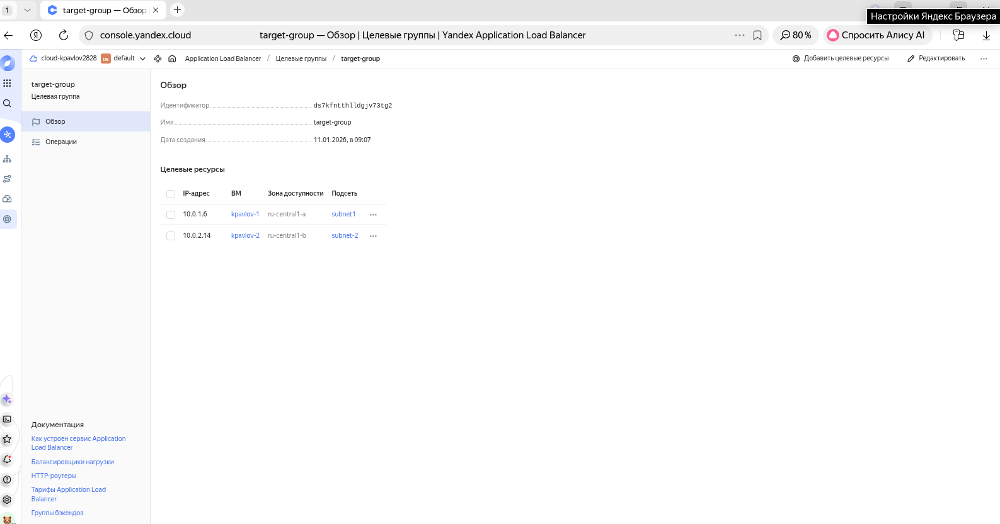 1
target-group — Обзор
Настройки Яндекс Браузера
Я
console.yandex.cloud
target-group — Обзор | Целевые группы | Yandex Application Load Balancer
80 %
Спросить Алису AI
cloud-kpavlov2828
DE
default
Application Load Balancer / Целевые группы / target-group
Добавить целевые ресурсы
Редактировать
target-group
Целевая группа
Обзор
Операции
Обзор
Идентификатор ds7kfntthlldgjv73tg2
Имя target-group
Дата создания 11.01.2026, в 09:07
Целевые ресурсы
IP-адрес ВМ Зона доступности Подсеть
10.0.1.6 kpavlov-1 ru-central1-a subnet1
10.0.2.14 kpavlov-2 ru-central1-b subnet-2
Документация
Как устроен сервис Application
Load Balancer
Балансировщики нагрузки
HTTP-роутеры
Тарифы Application Load
Balancer
Группы бэкендов